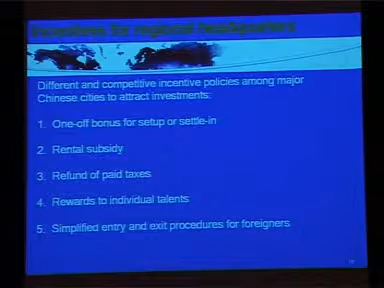 Incentives for regional headquarters
Different and competitive incentive policies among major
Chinese cities to attract investments:
1. One-off bonus for setup or settle-in
2. Rental subsidy
3. Refund of paid taxes
4. Rewards to individual talents
5. Simplified entry and exit procedures for foreigners